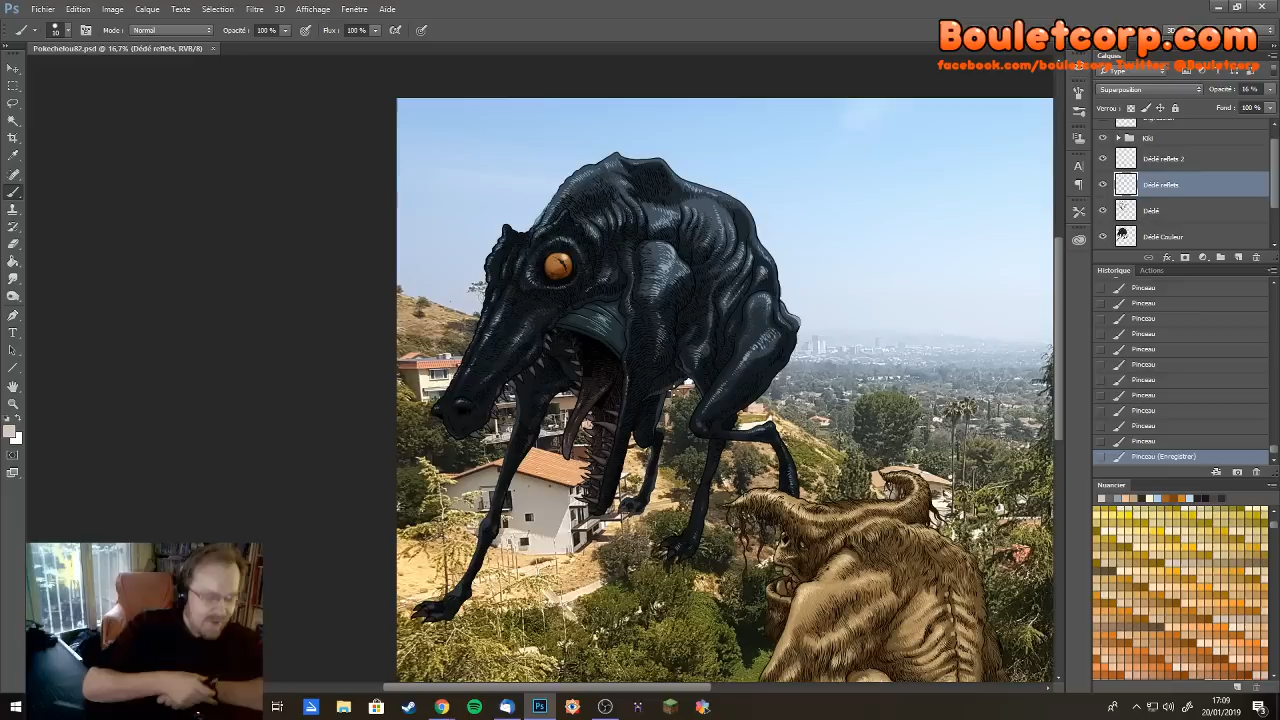 Ps Fichier Edition Image Calque Texte Sélection Filtre 3D Affichage Fenêtre Aide
10 Mode : Normal Opacité : 100 % Flux : 100 %
Bouletcorp.com
facebook.com/bouletcorp Twitter: @Bouletcorp
Pokechelou82.psd @ 16,7% (Dédé reflets, RVB/8) ×
Calques
Type
Superposition Opacité : 16 %
Verrou : Fond : 100 %
Kiki
Dédé reflets 2
Dédé reflets
Dédé
Dédé Couleur
Historique Actions
Pinceau
Pinceau
Pinceau
Pinceau
Pinceau
Pinceau
Pinceau
Pinceau
Pinceau
Pinceau
Pinceau
Pinceau (Enregistrer)
Nuancier
17:09
20/01/2019